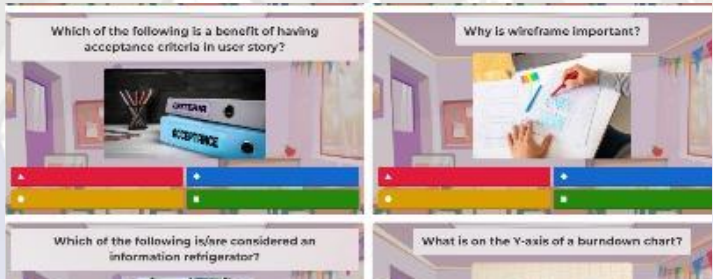 Which of the following is a benefit of having
acceptance criteria in user story?
CRITERIA
ACCEPTANCE
Why is wireframe important?
Which of the following is/are considered an
information refrigerator?
What is on the Y-axis of a burndown chart?